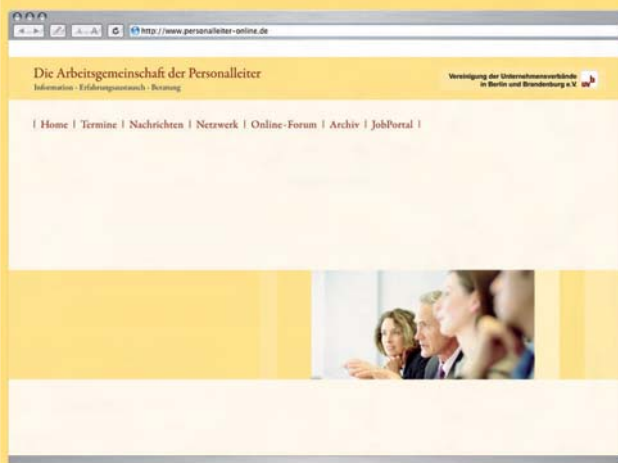 http://www.personalleiter-online.de
Die Arbeitsgemeinschaft der Personalleiter
Information - Erfahrungsaustausch - Beratung
Vereinigung der Unternehmensverbände
in Berlin und Brandenburg e.V.
uvb
| Home | Termine | Nachrichten | Netzwerk | Online-Forum | Archiv | JobPortal |